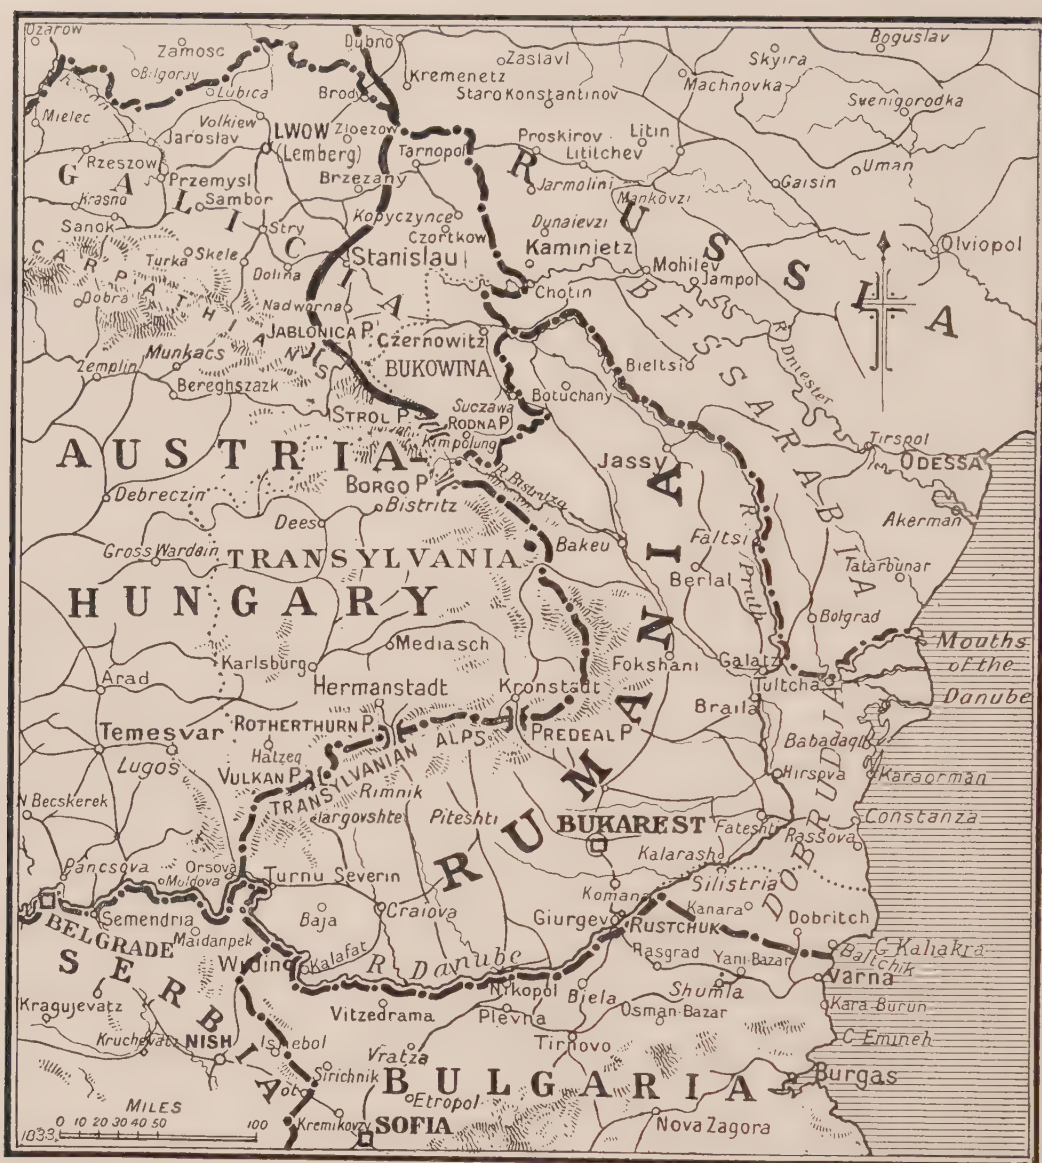 Ozarow
Zamosc
Dubno
Zaslavl
Skyira
Boguslav
Bilgoray
Lubica
Brody
Kremenetz
Staro Konstantinov
Machnovka
Svenigorodka
Mielec
Volkiew
Jaroslav
LWOW
(Lemberg)
Zloezow
Tarnopol
Proskirov
Litin
Lititchev
Uman
Rzeszow
Przemysl
Brzezany
Jarmolini
Mankovzi
Gaisin
GALICIA
RUSSIA
Krasno
Sambor
Sanok
Stry
Kopyczynce
Czortkow
Dunaievzi
Kaminietz
Olviopol
CARPATHIANS
Turka
Skele
Dolina
Stanislau
Mohilev
Jampol
Chotin
Dobra
Nadworna
JABLONICA P.
Czernowitz
BUKOWINA
BESSARABIA
R. Dniester
Zemplin
Munkacs
Bereghszazk
Bieltsi
Botuchany
STROL P.
Suczawa
RODNA P.
Kimpolung
Tirspol
ODESSA
AUSTRIA-
HUNGARY
BORGO P.
Bistritz
R. Bistritza
Jassy
Debreczin
Dees
Akerman
Gross Wardein
TRANSYLVANIA
Bakeu
Faltsi
R. Pruth
Berlal
Tatarbunar
Bolgrad
Mediasch
Karlsburg
Fokshani
Galatz
Tultcha
Mouths
of the
Danube
Arad
Hermanstadt
Kronstadt
Braila
Temesvar
Lugos
ROTHERTHURN P.
Hatzeg
VULKAN P.
TRANSYLVANIAN
ALPS
PREDEAL P.
Babadagh
Hirsova
Karaorman
N Becskerek
Rimnik
Targovshte
Piteshti
RUMANIA
BUKAREST
Fateshti
Rassova
Constanza
DOBRUDJA
Pancsova
Moldova
Orsova
Turnu Severin
Kalarash
Silistria
Komana
Kanara
Semendria
BELGRADE
Maidanpek
Baja
Craiova
Giurgev
RUSTCHUK
Dobritch
Widin
Kalafat
R. Danube
Rasgrad
Yani-Bazar
C. Kaliakra
Baltchik
SERBIA
Nykopol
Biela
Shumla
Varna
Kragujevatz
Vitzedrama
Plevna
Osman-Bazar
Kara Burun
Kruchevatz
NISH
Isnebol
Vratza
Tirnovo
C Emineh
Sirichnik
BULGARIA
Burgas
Etropol
Kremikovzy
SOFIA
Nova Zagora
MILES
0 10 20 30 40 50 100
1033.